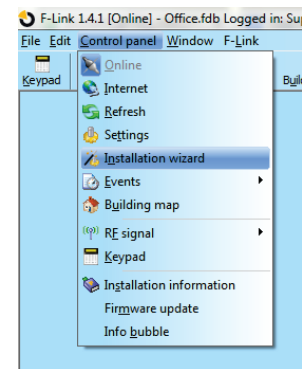 F-Link 1.4.1 [Online] - Office.fdb Logged in: Su
File Edit Control panel Window F-Link
Keypad
Online
Internet
Refresh
Settings
Installation wizard
Events
Building map
RF signal
Keypad
Installation information
Firmware update
Info bubble